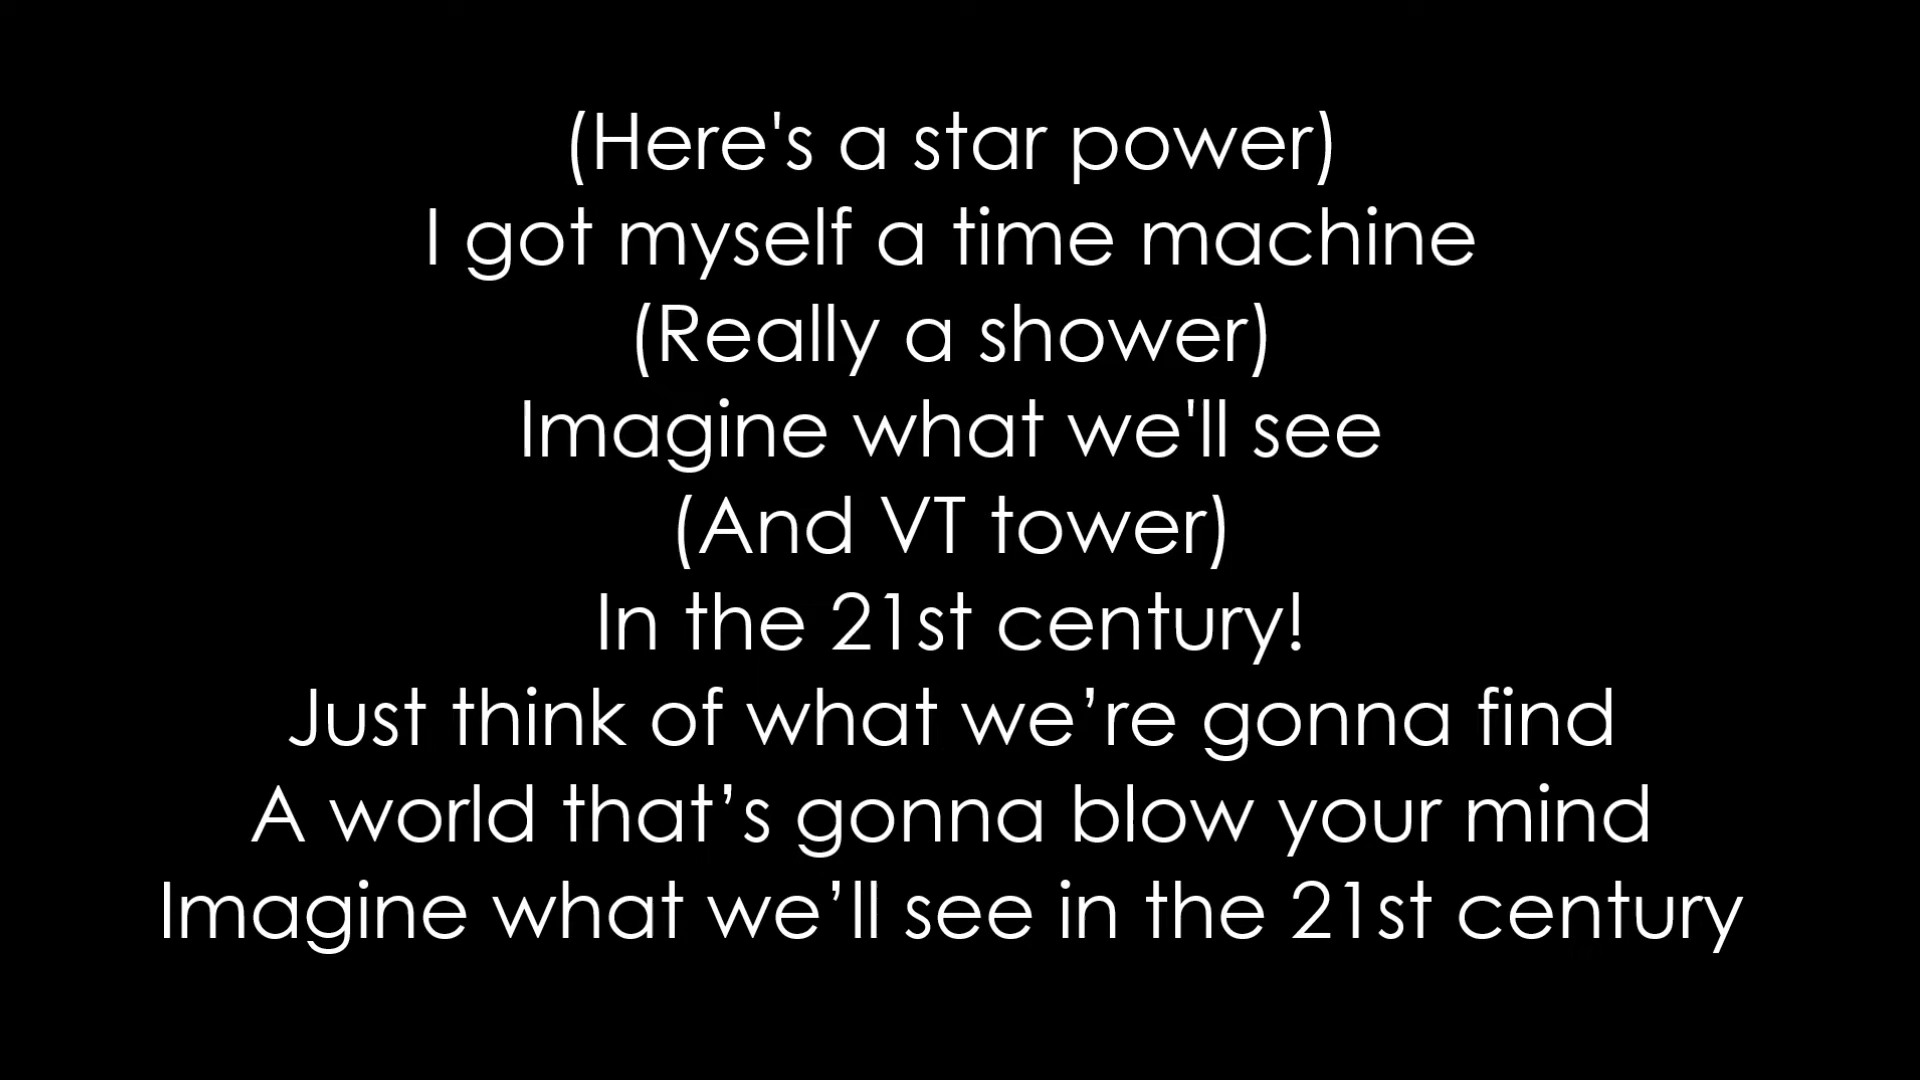 (Here's a star power)
I got myself a time machine
(Really a shower)
Imagine what we'll see
(And VT tower)
In the 21st century!
Just think of what we’re gonna find
A world that’s gonna blow your mind
Imagine what we’ll see in the 21st century